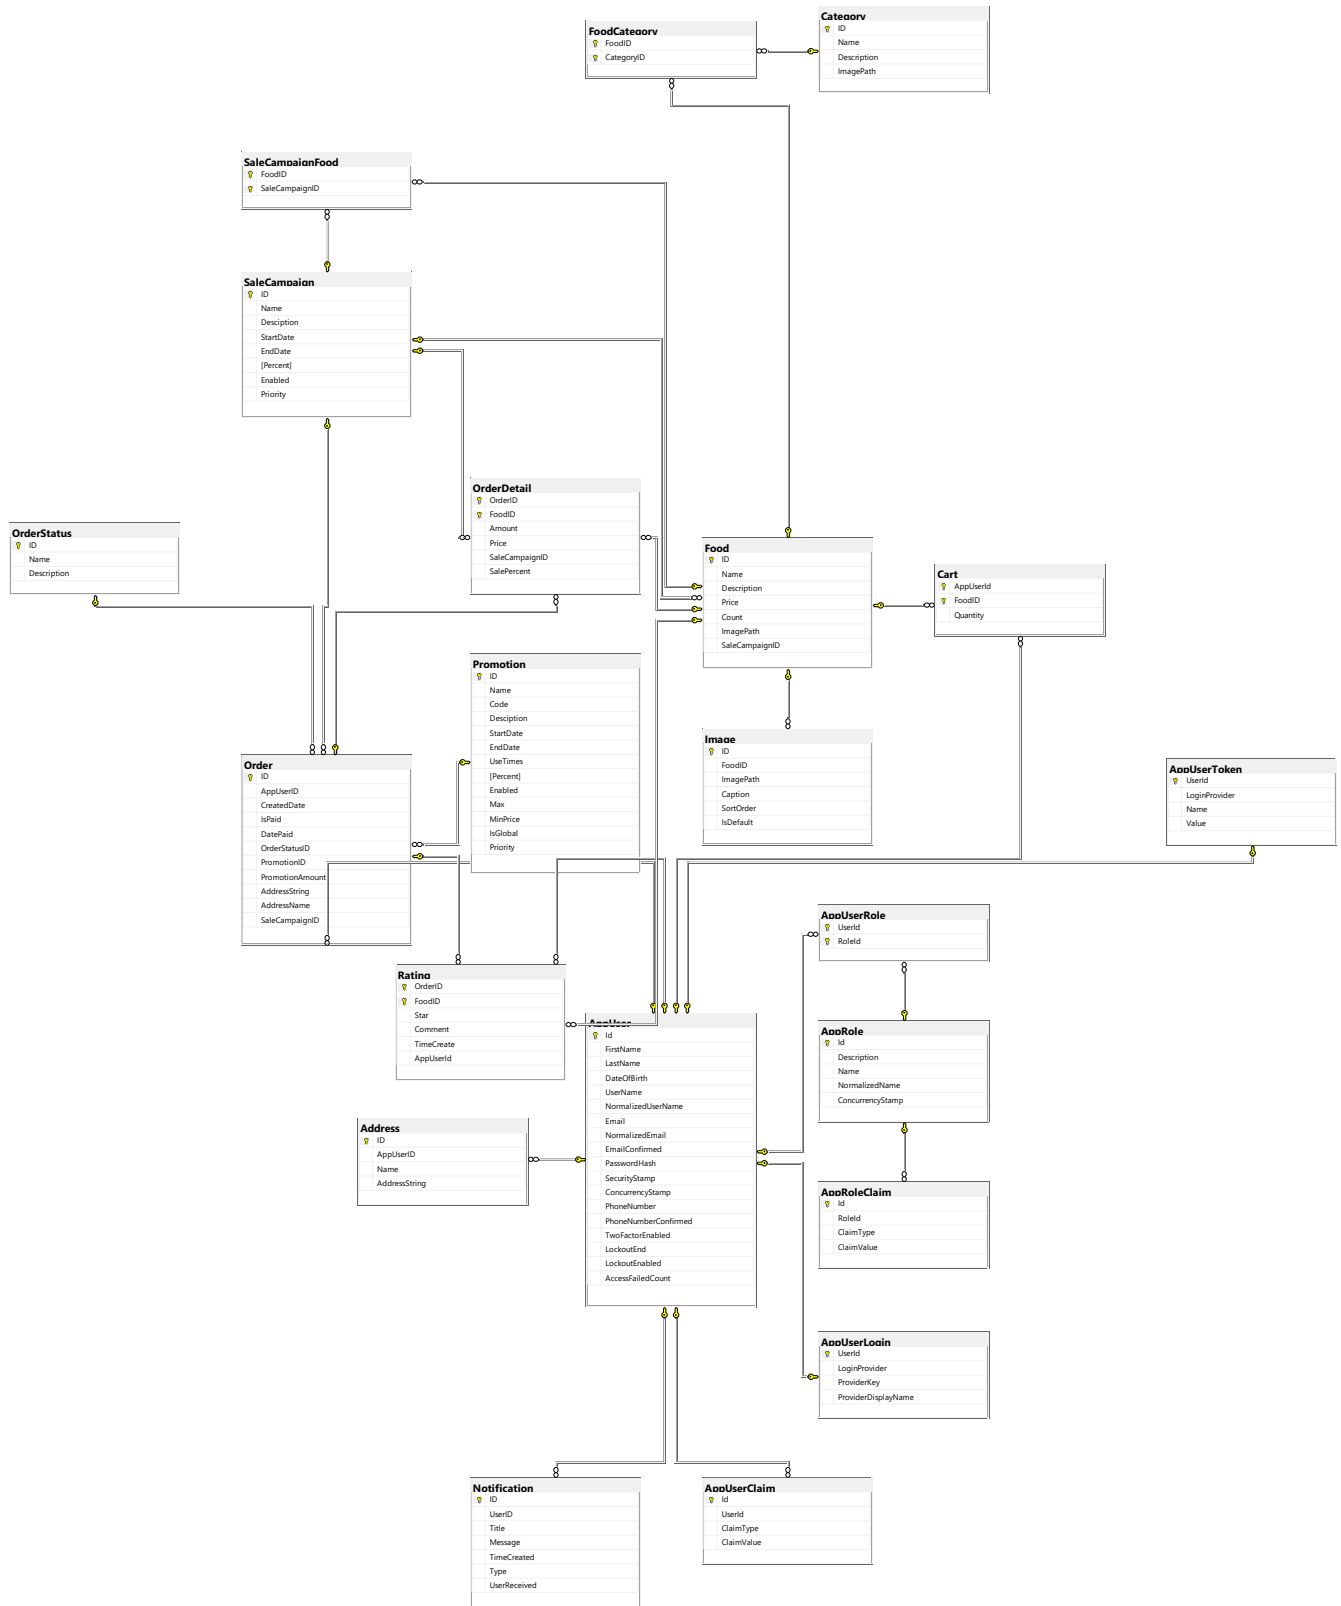 Category
ID
Name
Description
ImagePath
FoodCategory
FoodID
CategoryID
SaleCampaignFood
FoodID
SaleCampaignID
SaleCampaign
ID
Name
Desciption
StartDate
EndDate
[Percent]
Enabled
Priority
OrderDetail
OrderID
FoodID
Amount
Price
SaleCampaignID
SalePercent
OrderStatus
ID
Name
Description
Food
ID
Name
Description
Price
Count
ImagePath
SaleCampaignID
Cart
AppUserId
FoodID
Quantity
Promotion
ID
Name
Code
Desciption
StartDate
EndDate
UseTimes
[Percent]
Enabled
Max
MinPrice
IsGlobal
Priority
Image
ID
FoodID
ImagePath
Caption
SortOrder
IsDefault
Order
ID
AppUserID
CreatedDate
IsPaid
DatePaid
OrderStatusID
PromotionID
PromotionAmount
AddressString
AddressName
SaleCampaignID
AppUserToken
UserId
LoginProvider
Name
Value
AppUserRole
UserId
RoleId
Rating
OrderID
FoodID
Star
Comment
TimeCreate
AppUserId
AppUser
Id
FirstName
LastName
DateOfBirth
UserName
NormalizedUserName
Email
NormalizedEmail
EmailConfirmed
PasswordHash
SecurityStamp
ConcurrencyStamp
PhoneNumber
PhoneNumberConfirmed
TwoFactorEnabled
LockoutEnd
LockoutEnabled
AccessFailedCount
AppRole
Id
Description
Name
NormalizedName
ConcurrencyStamp
Address
ID
AppUserID
Name
AddressString
AppRoleClaim
Id
RoleId
ClaimType
ClaimValue
AppUserLogin
UserId
LoginProvider
ProviderKey
ProviderDisplayName
Notification
ID
UserID
Title
Message
TimeCreated
Type
UserReceived
AppUserClaim
Id
UserId
ClaimType
ClaimValue